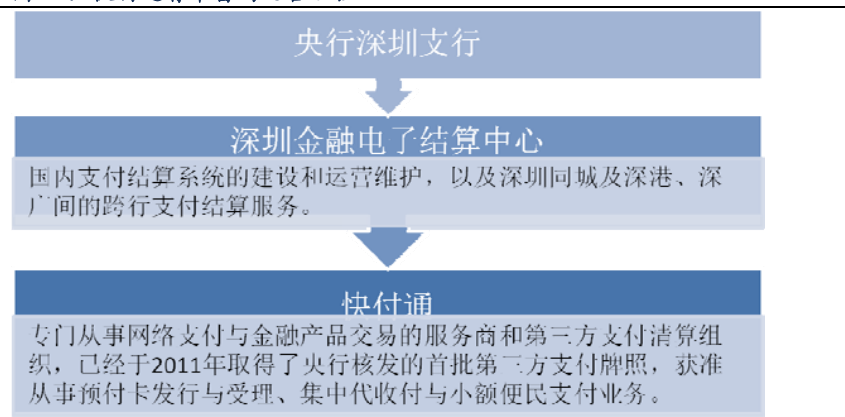 央行深圳支行
深圳金融电子结算中心
国内支付结算系统的建设和运营维护，以及深圳同城及深港、深
广间的跨行支付结算服务。
快付通
专门从事网络支付与金融产品交易的服务商和第三方支付清算组
织，已经于2011年取得了央行核发的首批第三方支付牌照，获准
从事预付卡发行与受理、集中代收付与小额便民支付业务。